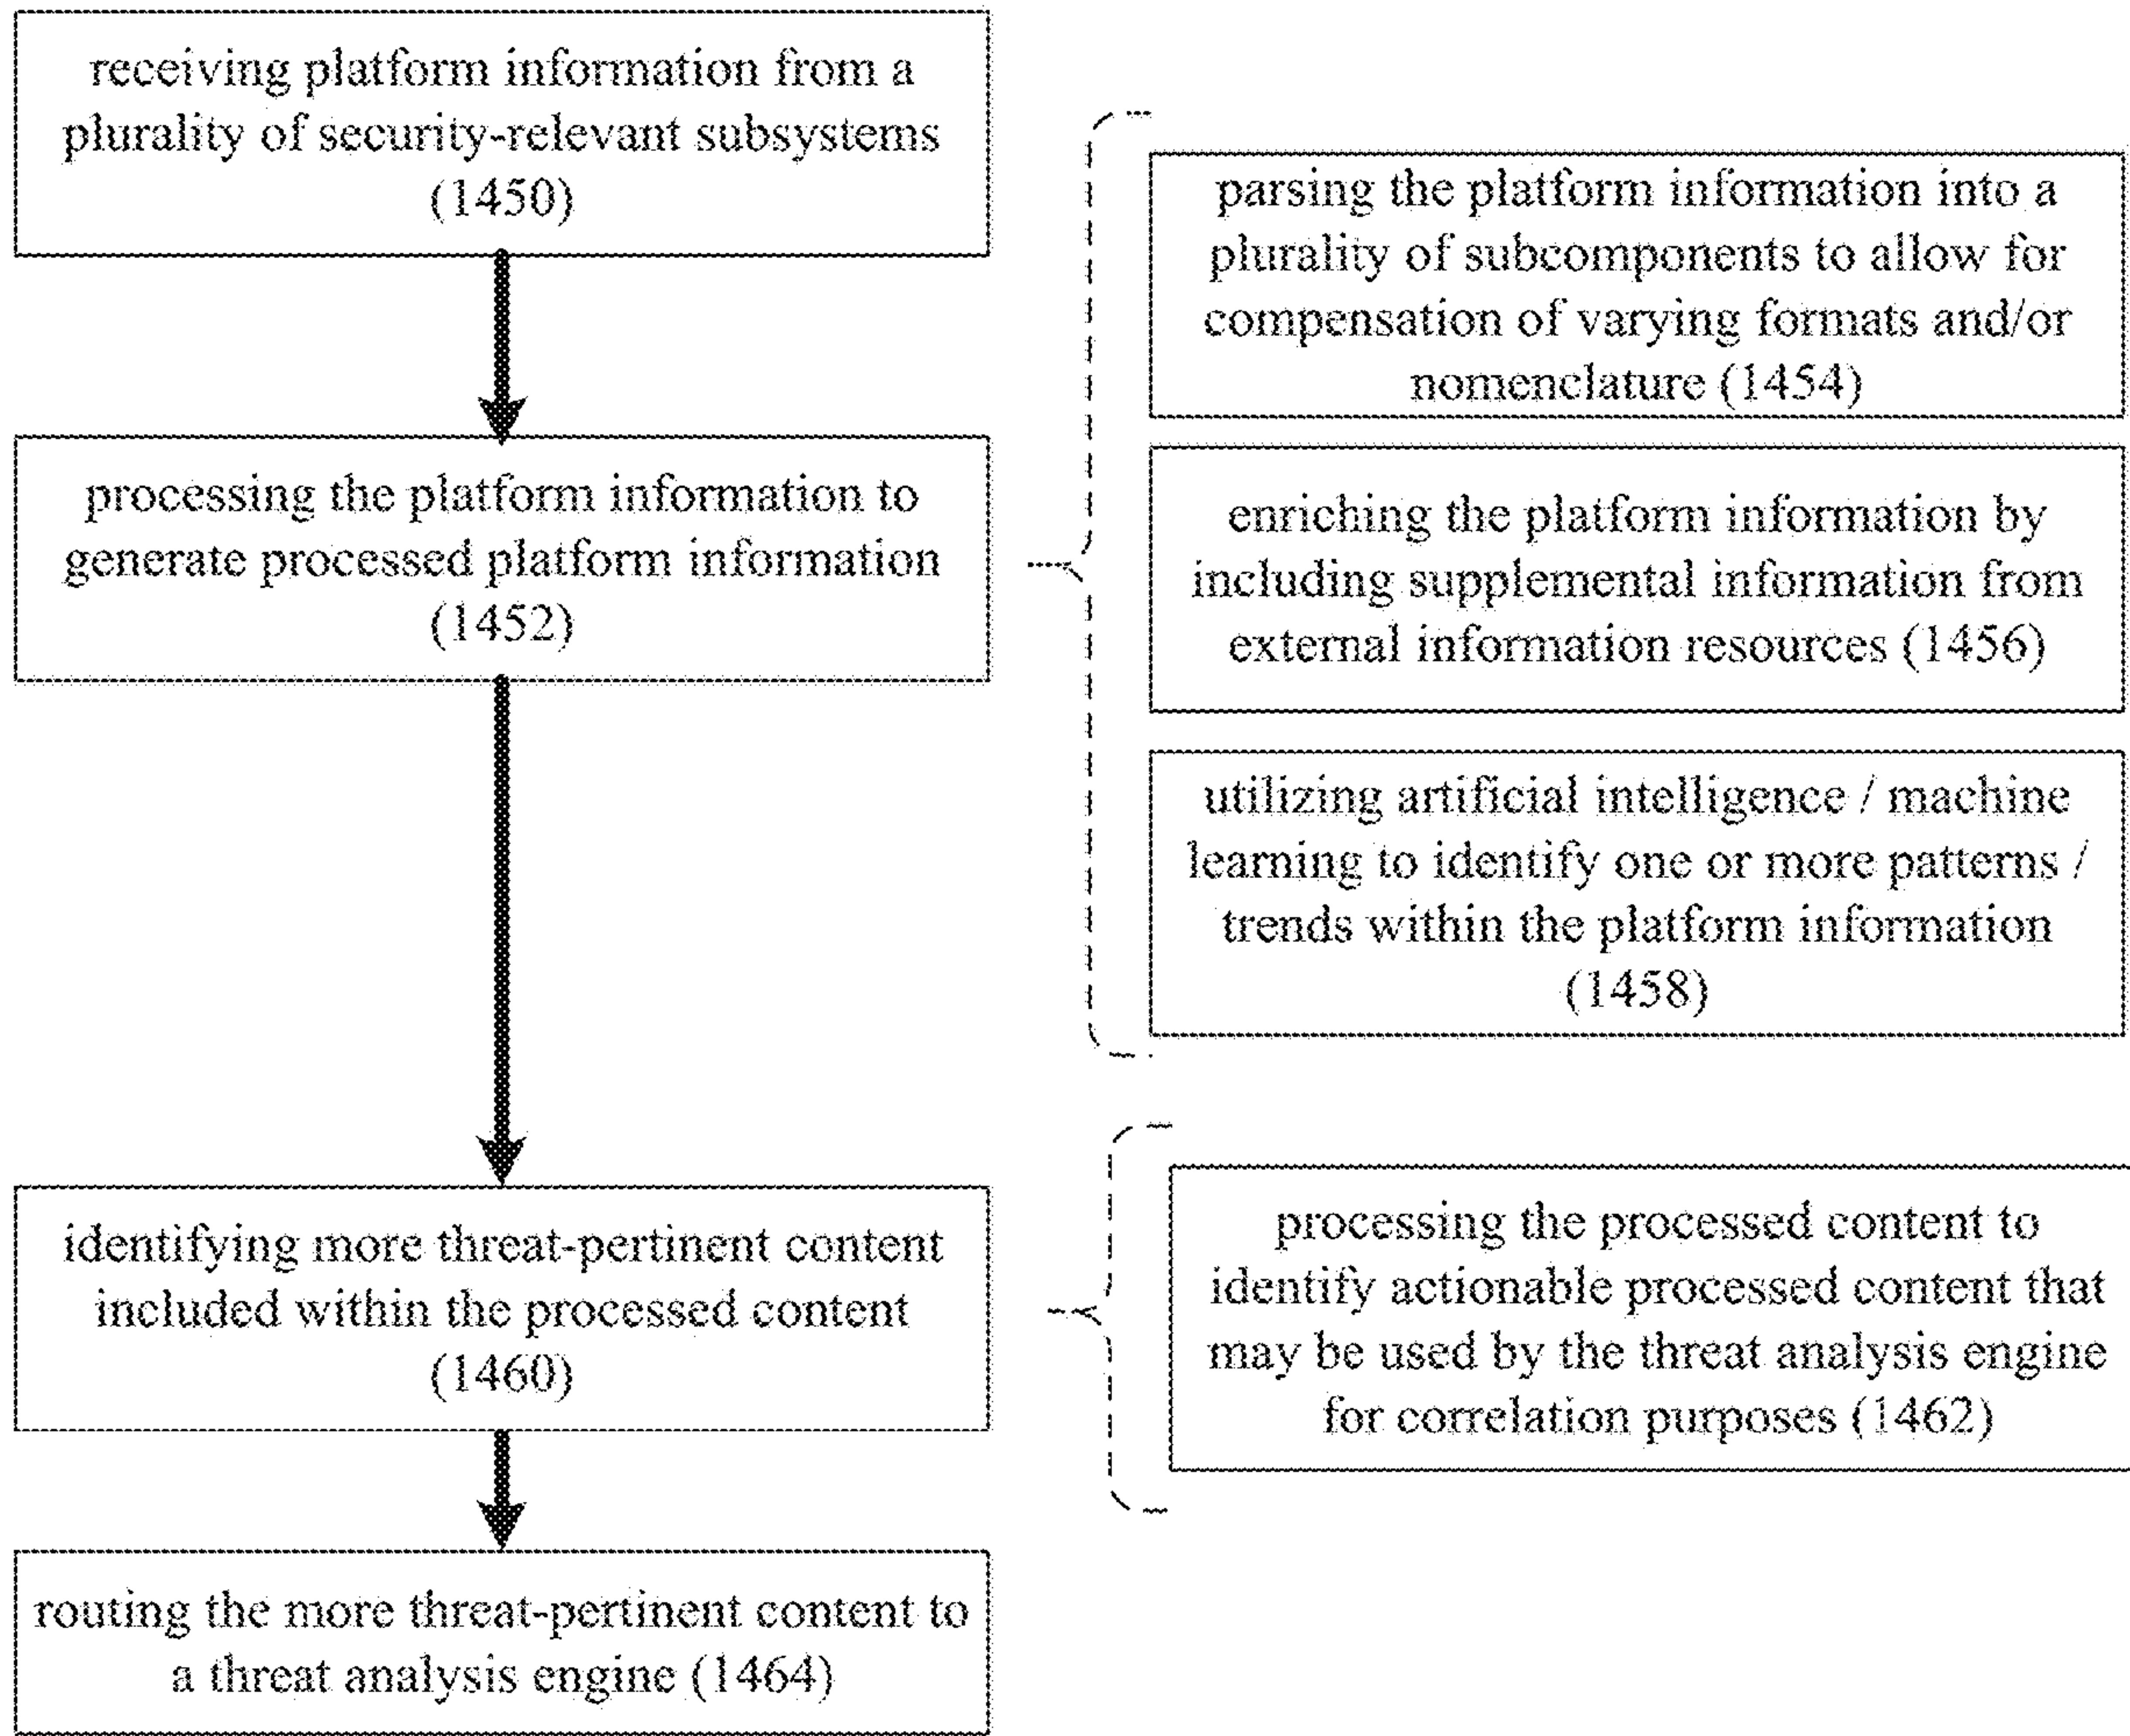 receiving platform information from a
plurality of security-relevant subsystems
(1450)
processing the platform information to
generate processed platform information
(1452)
parsing the platform information into a
plurality of subcomponents to allow for
compensation of varying formats and/or
nomenclature (1454)
enriching the platform information by
including supplemental information from
external information resources (1456)
utilizing artificial intelligence / machine
learning to identify one or more patterns /
trends within the platform information
(1458)
identifying more threat-pertinent content
included within the processed content
(1460)
processing the processed content to
identify actionable processed content that
may be used by the threat analysis engine
for correlation purposes (1462)
routing the more threat-pertinent content to
a threat analysis engine (1464)